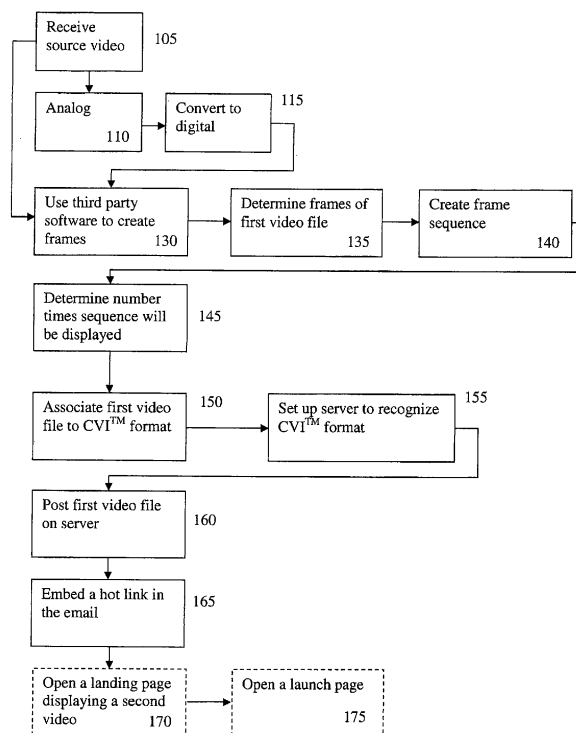 Receive
source video
105
Analog
110
Convert to
digital
115
Use third party
software to create
frames
130
Determine frames of
first video file
135
Create frame
sequence
140
Determine number
times sequence will
be displayed
145
Associate first video
file to CVI™ format
150
Set up server to recognize
CVI™ format
155
Post first video file
on server
160
Embed a hot link in
the email
165
Open a landing page
displaying a second
video
170
Open a launch page
175